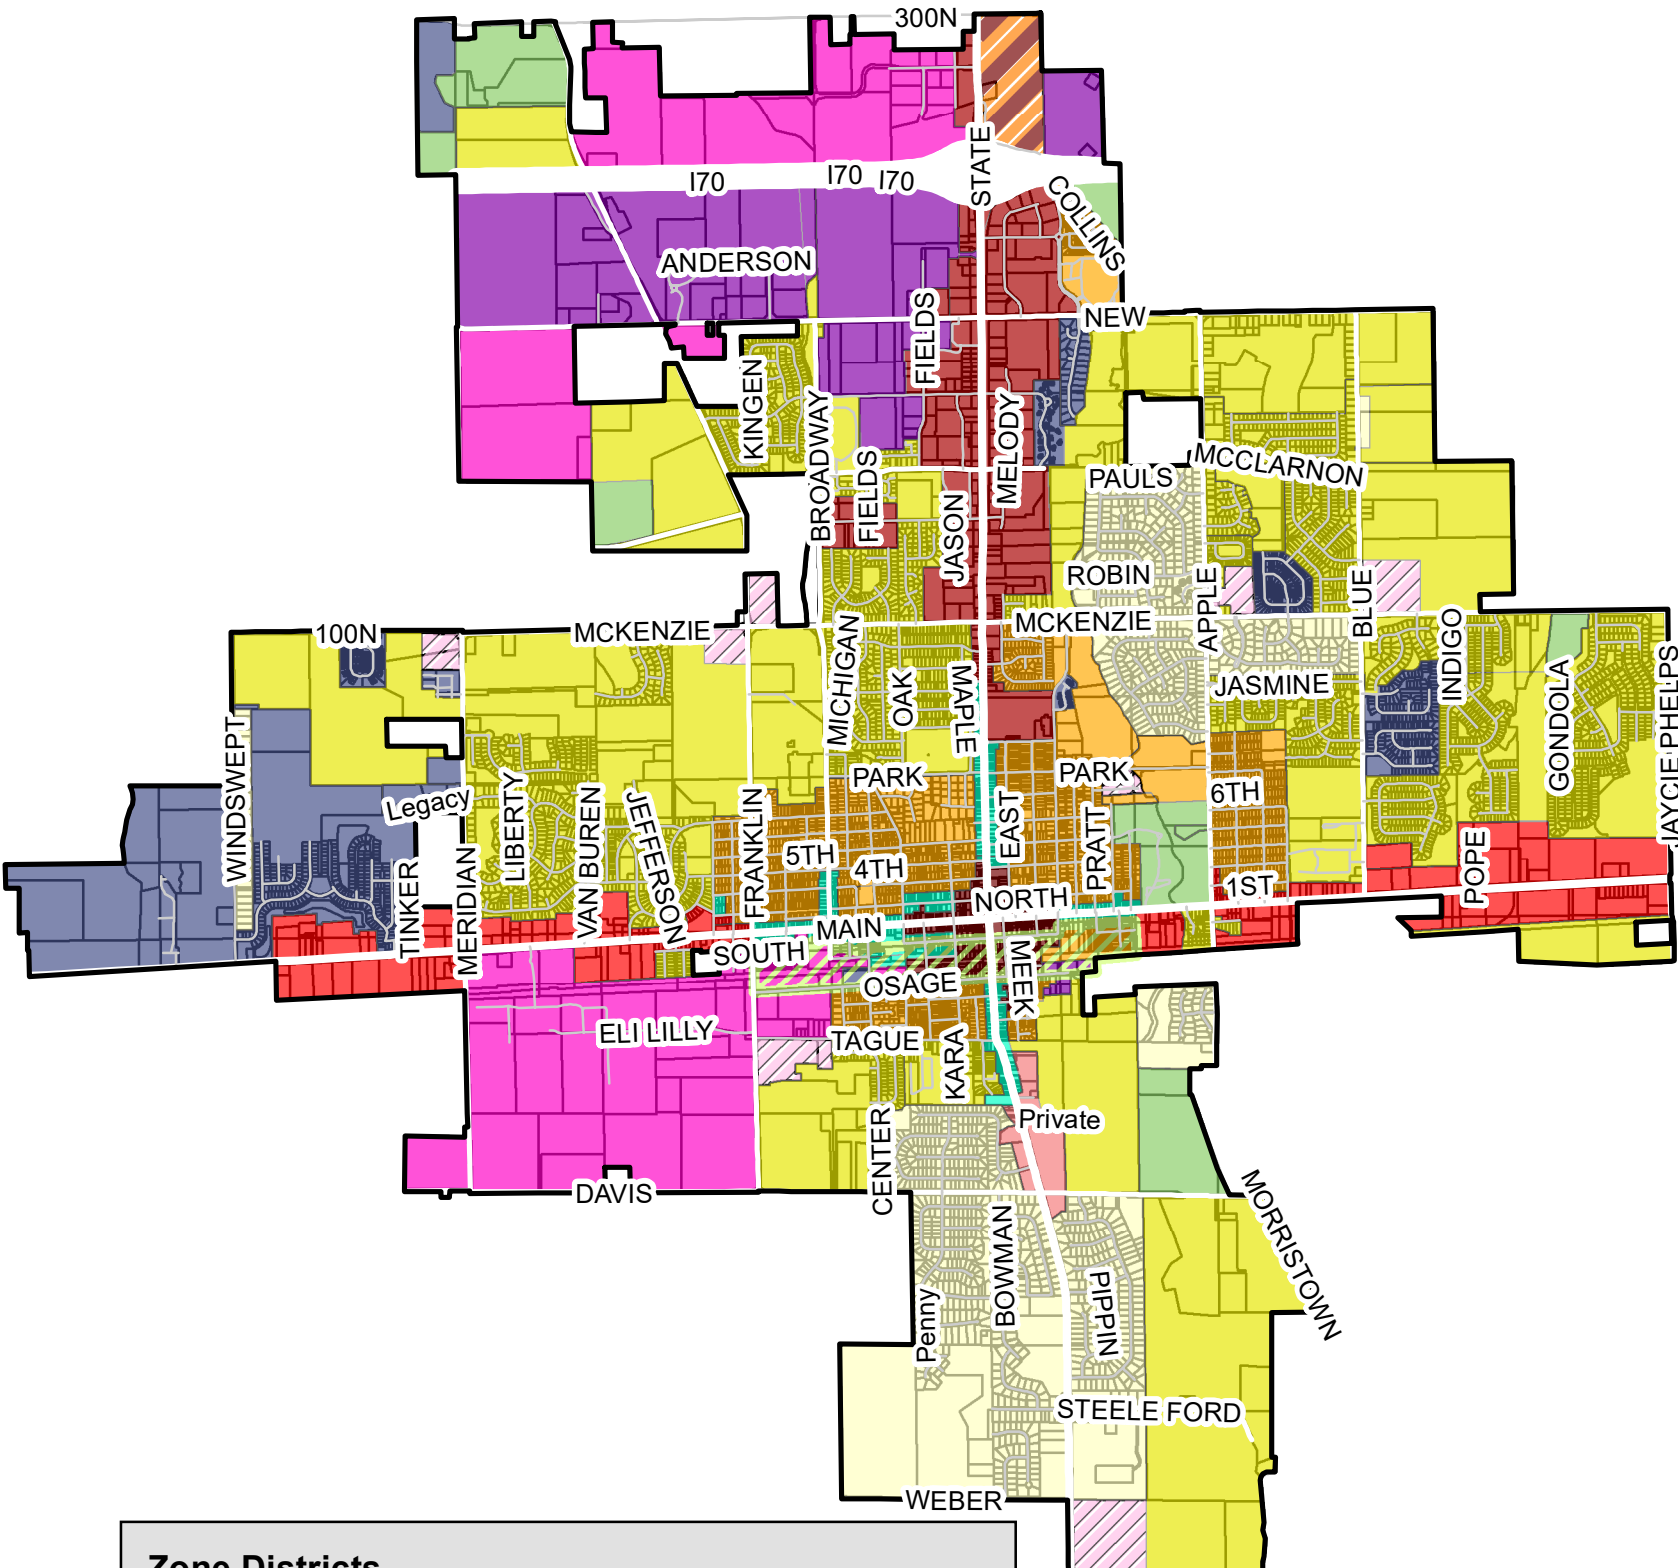 300N
STATE
I70
I70
I70
COLLINS
ANDERSON
FIELDS
NEW
KINGEN
BROADWAY
MELODY
FIELDS
JASON
PAULS
MCCLARNON
ROBIN
APPLE
BLUE
100N
MCKENZIE
MCKENZIE
MICHIGAN
OAK
MAPLE
JASMINE
INDIGO
GONDOLA
JAYCIE PHELPS
WINDSWEPT
Legacy
LIBERTY
VAN BUREN
JEFFERSON
FRANKLIN
PARK
PARK
6TH
EAST
PRATT
5TH
4TH
POPE
TINKER
MERIDIAN
NORTH
1ST
MAIN
SOUTH
MEEK
OSAGE
ELI LILLY
TAGUE
KARA
CENTER
Private
DAVIS
MORRISTOWN
BOWMAN
PIPPIN
Penny
STEELE FORD
WEBER
Zone Districts